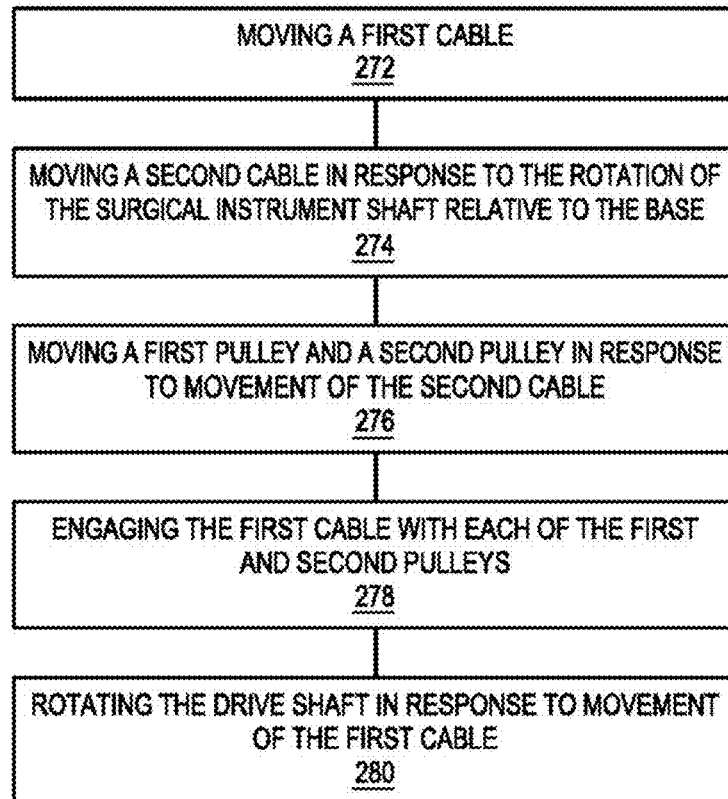 MOVING A FIRST CABLE
272
MOVING A SECOND CABLE IN RESPONSE TO THE ROTATION OF
THE SURGICAL INSTRUMENT SHAFT RELATIVE TO THE BASE
274
MOVING A FIRST PULLEY AND A SECOND PULLEY IN RESPONSE
TO MOVEMENT OF THE SECOND CABLE
276
ENGAGING THE FIRST CABLE WITH EACH OF THE FIRST
AND SECOND PULLEYS
278
ROTATING THE DRIVE SHAFT IN RESPONSE TO MOVEMENT
OF THE FIRST CABLE
280